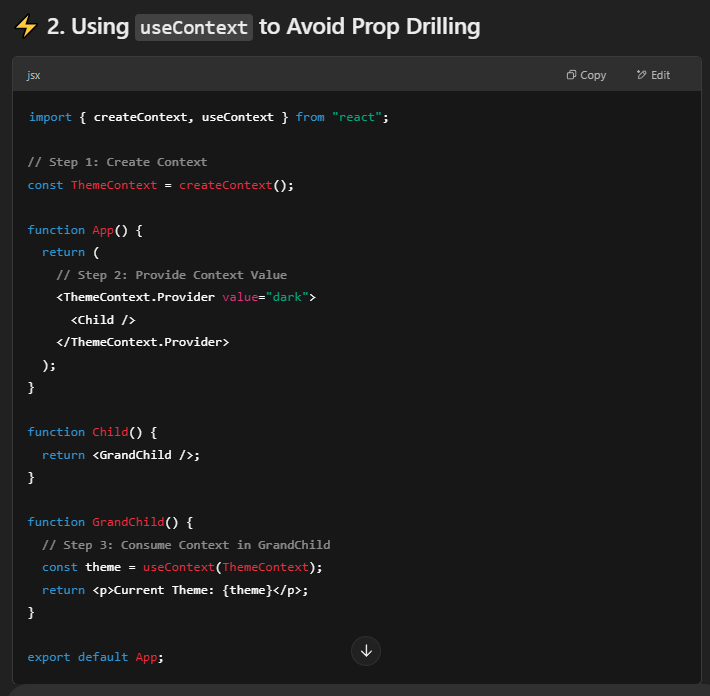 ⚡ 2. Using useContext to Avoid Prop Drilling
jsx Copy Edit
import { createContext, useContext } from "react";
// Step 1: Create Context
const ThemeContext = createContext();
function App() {
  return (
    // Step 2: Provide Context Value
    <ThemeContext.Provider value="dark">
      <Child />
    </ThemeContext.Provider>
  );
}
function Child() {
  return <GrandChild />;
}
function GrandChild() {
  // Step 3: Consume Context in GrandChild
  const theme = useContext(ThemeContext);
  return <p>Current Theme: {theme}</p>;
}
export default App;